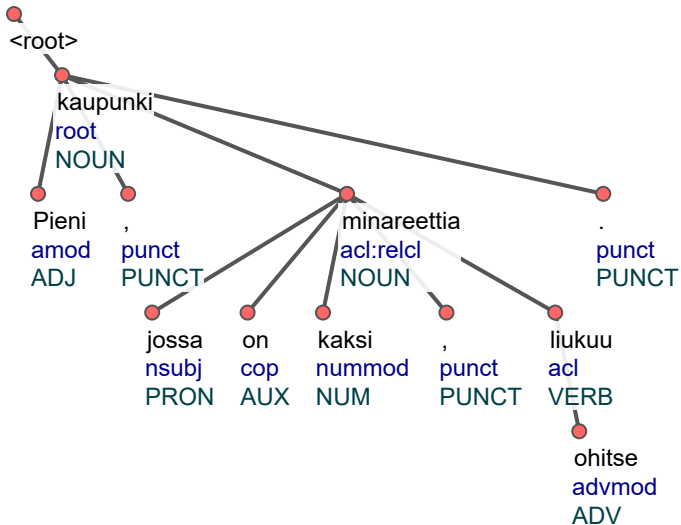 <root>
kaupunki
root
NOUN
Pieni , minareettia .
amod punct acl:relcl punct
ADJ PUNCT NOUN PUNCT
jossa on kaksi , liukuu
nsubj cop nummod punct acl
PRON AUX NUM PUNCT VERB
ohitse
advmod
ADV